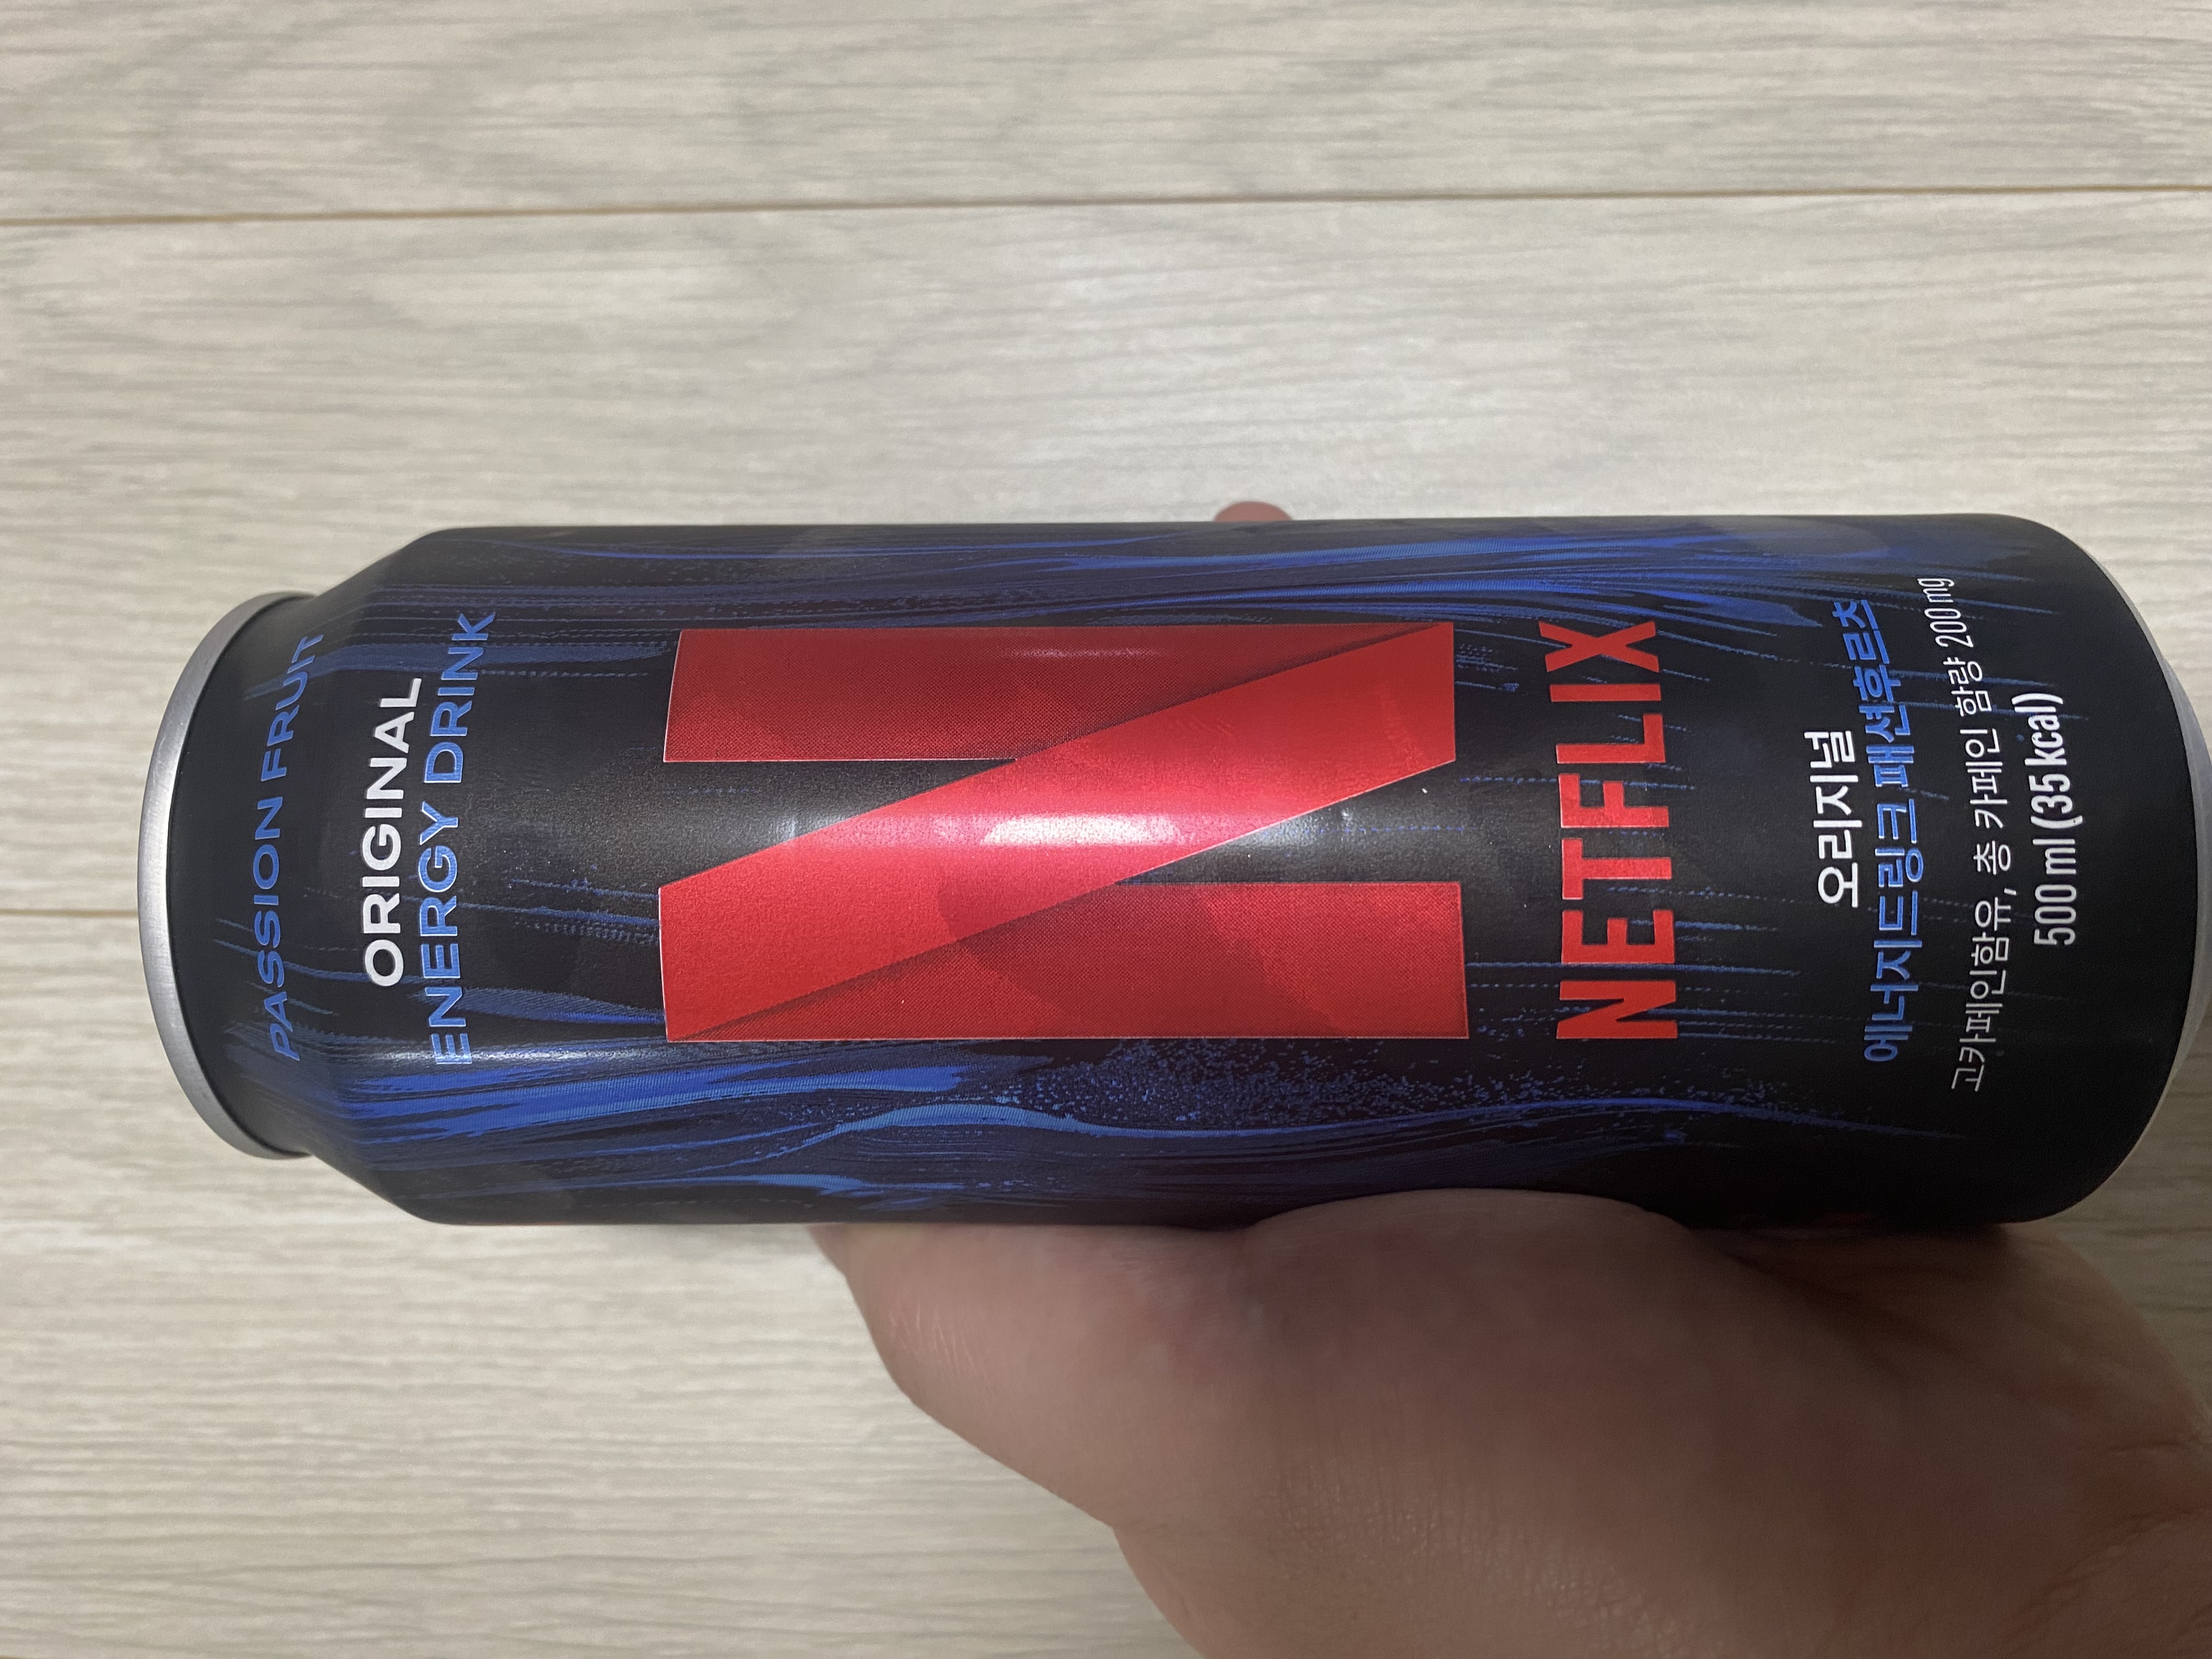 PASSION FRUIT
ORIGINAL
ENERGY DRINK
N
NETFLIX
오리지널
에너지드링크 패션후르츠
고카페인함유, 총 카페인 함량 200 mg
500 ml (35 kcal)